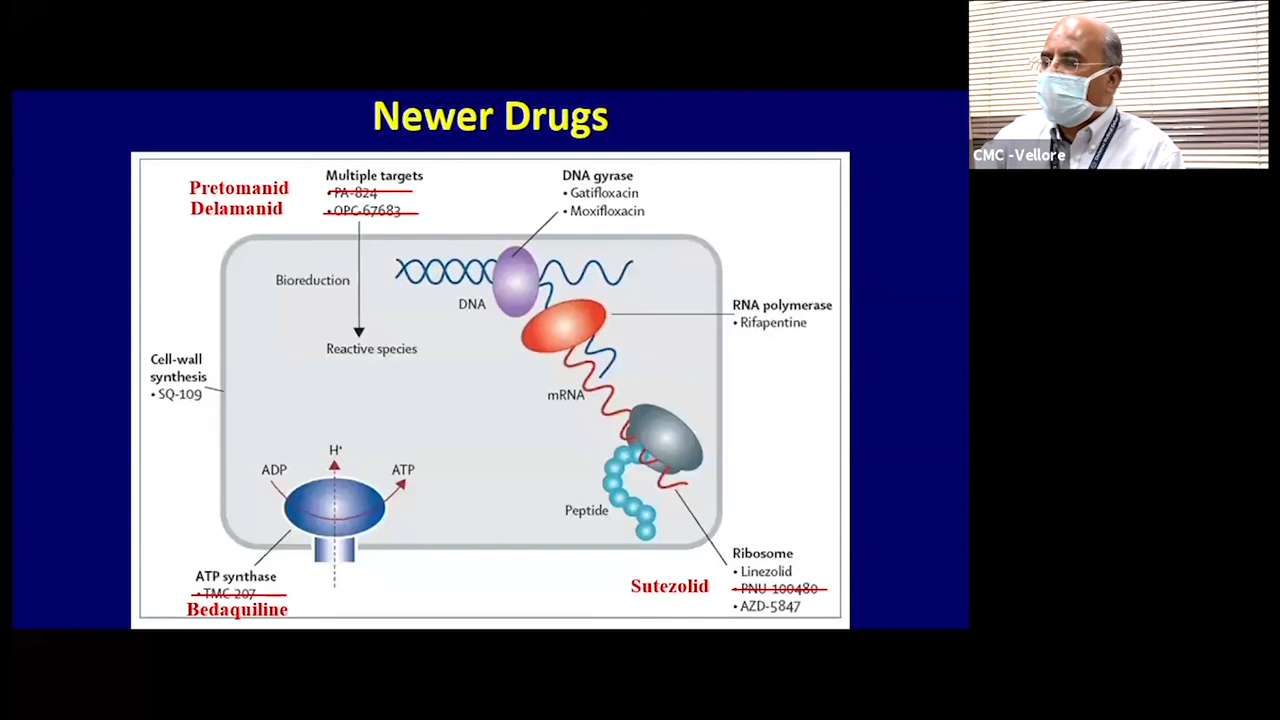 Newer Drugs
CMC -Vellore
Pretomanid
Delamanid
Multiple targets
• PA-824
• OPC-67683
DNA gyrase
• Gatifloxacin
• Moxifloxacin
Bioreduction
DNA
RNA polymerase
• Rifapentine
Reactive species
Cell-wall
synthesis
• SQ-109
mRNA
H⁺
ADP
ATP
Peptide
ATP synthase
• TMC-207
Bedaquiline
Sutezolid
Ribosome
• Linezolid
• PNU-100480
• AZD-5847